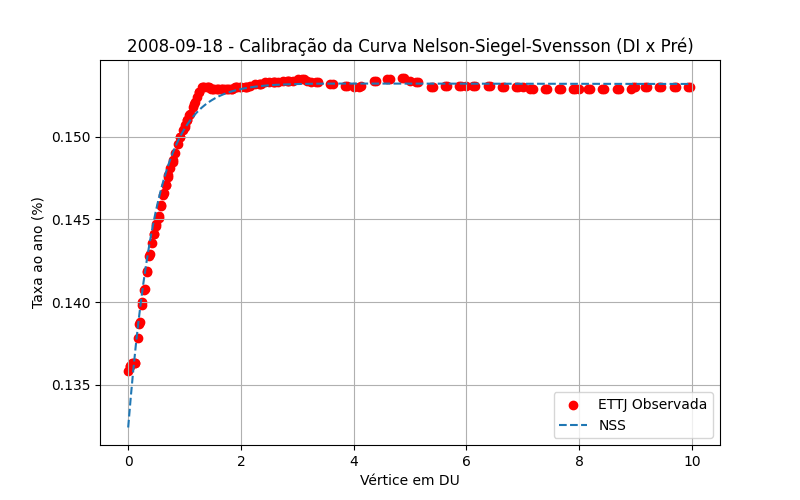 2008-09-18 - Calibração da Curva Nelson-Siegel-Svensson (DI x Pré)
Taxa ao ano (%)
0.150
0.145
0.140
0.135
0 2 4 6 8 10
Vértice em DU
ETTJ Observada
NSS